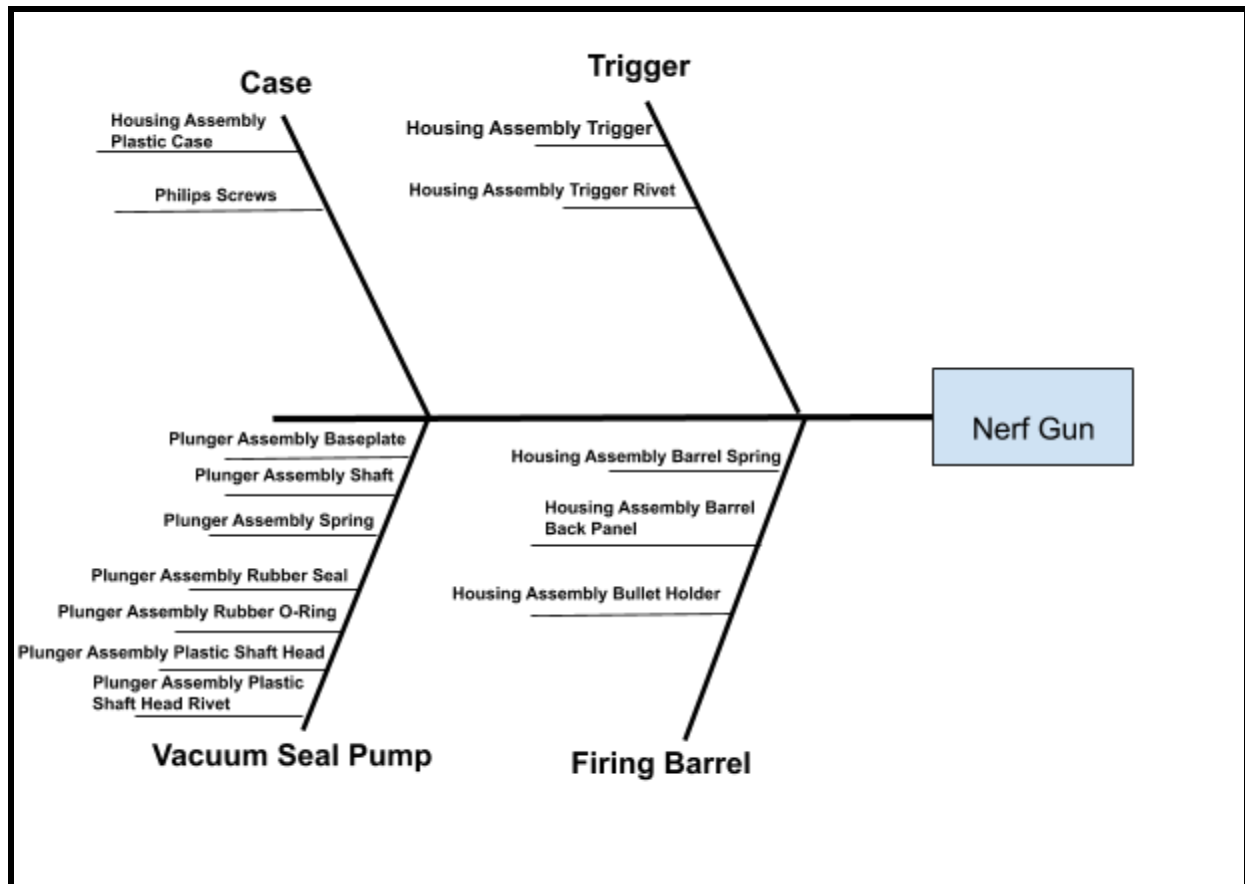 Case
Trigger
Housing Assembly
Plastic Case
Philips Screws
Housing Assembly Trigger
Housing Assembly Trigger Rivet
Nerf Gun
Plunger Assembly Baseplate
Plunger Assembly Shaft
Plunger Assembly Spring
Plunger Assembly Rubber Seal
Plunger Assembly Rubber O-Ring
Plunger Assembly Plastic Shaft Head
Plunger Assembly Plastic
Shaft Head Rivet
Vacuum Seal Pump
Housing Assembly Barrel Spring
Housing Assembly Barrel
Back Panel
Housing Assembly Bullet Holder
Firing Barrel